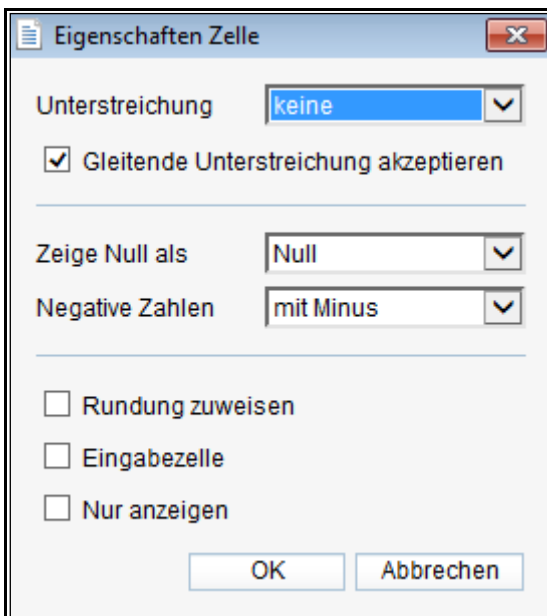 Eigenschaften Zelle
Unterstreichung keine
Gleitende Unterstreichung akzeptieren
Zeige Null als Null
Negative Zahlen mit Minus
Rundung zuweisen
Eingabezelle
Nur anzeigen
OK Abbrechen